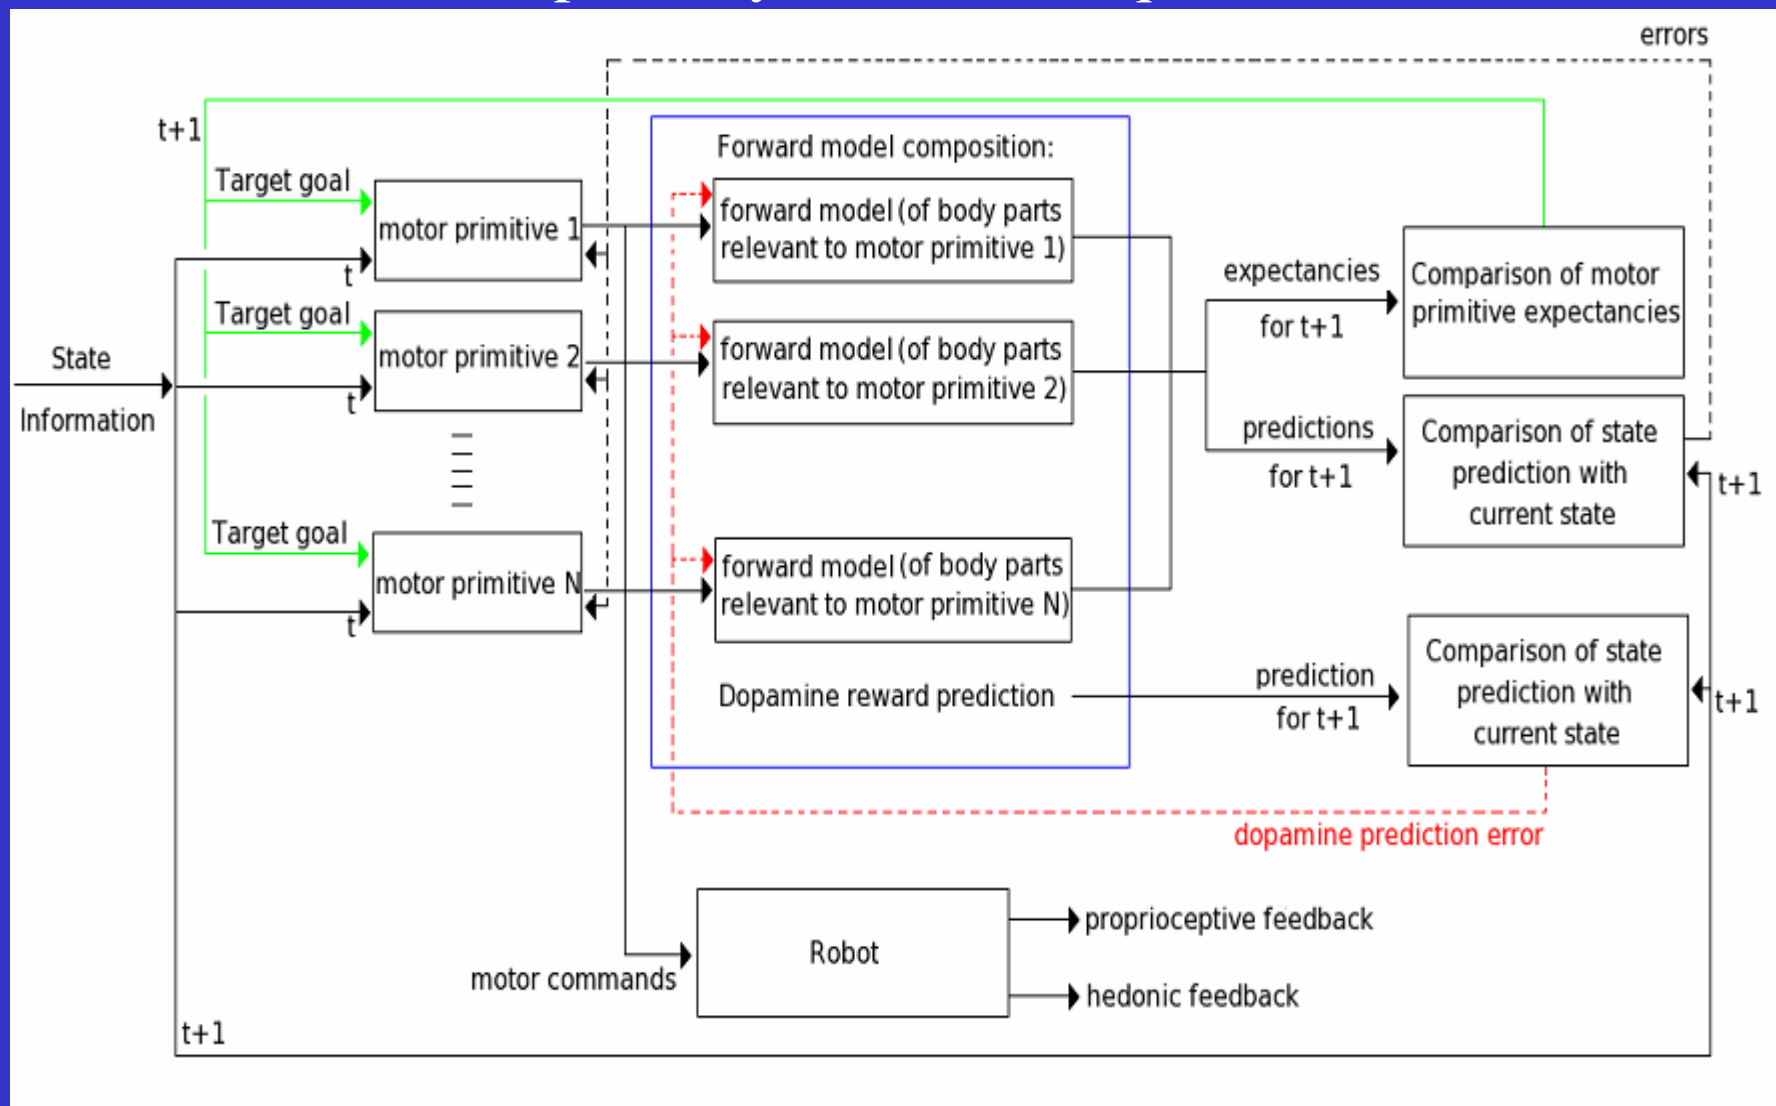 errors
t+1
Forward model composition:
Target goal
motor primitive 1
forward model (of body parts
relevant to motor primitive 1)
t
expectancies
for t+1
Comparison of motor
primitive expectancies
Target goal
motor primitive 2
forward model (of body parts
relevant to motor primitive 2)
t
State
Information
predictions
for t+1
Comparison of state
prediction with
current state
t+1
Target goal
motor primitive N
forward model (of body parts
relevant to motor primitive N)
t
Dopamine reward prediction
prediction
for t+1
Comparison of state
prediction with
current state
t+1
dopamine prediction error
Robot
proprioceptive feedback
motor commands
hedonic feedback
t+1